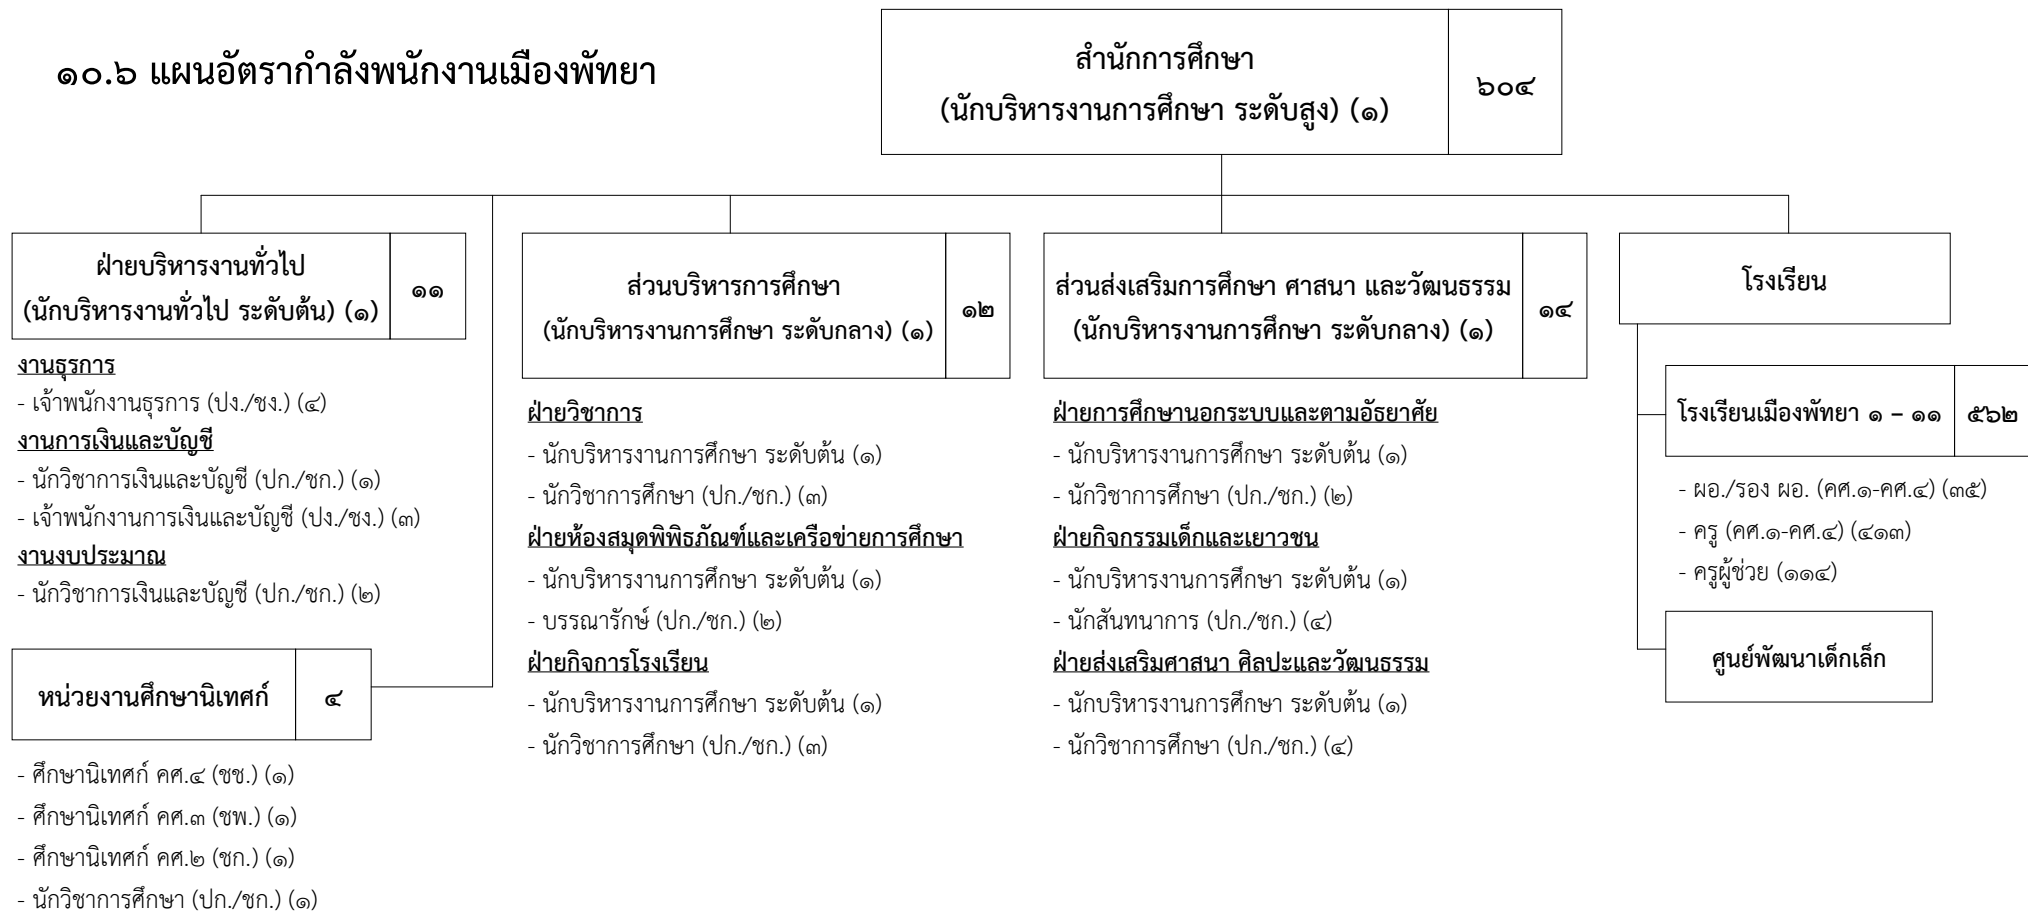 ๑๐.๖ แผนอัตรากำลังพนักงานเมืองพัทยา
สำนักการศึกษา
(นักบริหารงานการศึกษา ระดับสูง) (๑)
๖๐๔
ฝ่ายบริหารงานทั่วไป
(นักบริหารงานทั่วไป ระดับต้น) (๑)
๑๑
งานธุรการ
- เจ้าพนักงานธุรการ (ปง./ชง.) (๔)
งานการเงินและบัญชี
- นักวิชาการเงินและบัญชี (ปก./ชก.) (๑)
- เจ้าพนักงานการเงินและบัญชี (ปง./ชง.) (๓)
งานงบประมาณ
- นักวิชาการเงินและบัญชี (ปก./ชก.) (๒)
หน่วยงานศึกษานิเทศก์
๔
- ศึกษานิเทศก์ คศ.๔ (ชช.) (๑)
- ศึกษานิเทศก์ คศ.๓ (ชพ.) (๑)
- ศึกษานิเทศก์ คศ.๒ (ชก.) (๑)
- นักวิชาการศึกษา (ปก./ชก.) (๑)
ส่วนบริหารการศึกษา
(นักบริหารงานการศึกษา ระดับกลาง) (๑)
๑๒
ฝ่ายวิชาการ
- นักบริหารงานการศึกษา ระดับต้น (๑)
- นักวิชาการศึกษา (ปก./ชก.) (๓)
ฝ่ายห้องสมุดพิพิธภัณฑ์และเครือข่ายการศึกษา
- นักบริหารงานการศึกษา ระดับต้น (๑)
- บรรณารักษ์ (ปก./ชก.) (๒)
ฝ่ายกิจการโรงเรียน
- นักบริหารงานการศึกษา ระดับต้น (๑)
- นักวิชาการศึกษา (ปก./ชก.) (๓)
ส่วนส่งเสริมการศึกษา ศาสนา และวัฒนธรรม
(นักบริหารงานการศึกษา ระดับกลาง) (๑)
๑๔
ฝ่ายการศึกษานอกระบบและตามอัธยาศัย
- นักบริหารงานการศึกษา ระดับต้น (๑)
- นักวิชาการศึกษา (ปก./ชก.) (๒)
ฝ่ายกิจกรรมเด็กและเยาวชน
- นักบริหารงานการศึกษา ระดับต้น (๑)
- นักสันทนาการ (ปก./ชก.) (๔)
ฝ่ายส่งเสริมศาสนา ศิลปะและวัฒนธรรม
- นักบริหารงานการศึกษา ระดับต้น (๑)
- นักวิชาการศึกษา (ปก./ชก.) (๔)
โรงเรียน
โรงเรียนเมืองพัทยา ๑ – ๑๑
๕๖๒
- ผอ./รอง ผอ. (คศ.๑-คศ.๔) (๓๕)
- ครู (คศ.๑-คศ.๔) (๔๑๓)
- ครูผู้ช่วย (๑๑๔)
ศูนย์พัฒนาเด็กเล็ก